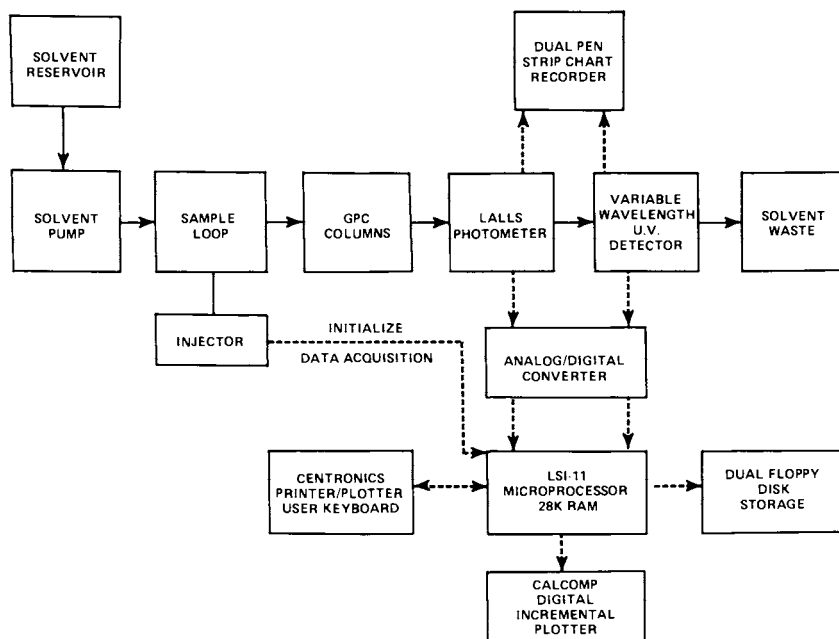 SOLVENT
RESERVOIR
DUAL PEN
STRIP CHART
RECORDER
SOLVENT
PUMP
SAMPLE
LOOP
GPC
COLUMNS
LALLS
PHOTOMETER
VARIABLE
WAVELENGTH
U.V.
DETECTOR
SOLVENT
WASTE
INJECTOR
INITIALIZE
DATA ACQUISITION
ANALOG/DIGITAL
CONVERTER
CENTRONICS
PRINTER/PLOTTER
USER KEYBOARD
LSI-11
MICROPROCESSOR
28K RAM
DUAL FLOPPY
DISK
STORAGE
CALCOMP
DIGITAL
INCREMENTAL
PLOTTER